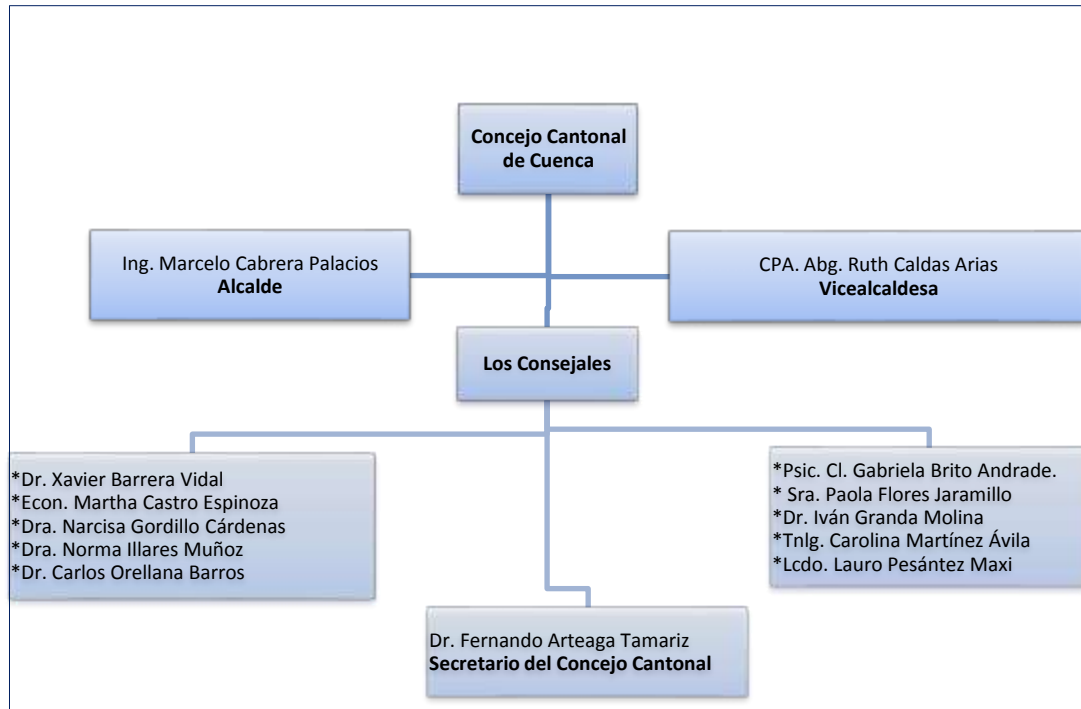 Concejo Cantonal
de Cuenca
Ing. Marcelo Cabrera Palacios
Alcalde
CPA. Abg. Ruth Caldas Arias
Vicealcaldesa
Los Consejales
*Dr. Xavier Barrera Vidal
*Econ. Martha Castro Espinoza
*Dra. Narcisa Gordillo Cárdenas
*Dra. Norma Illares Muñoz
*Dr. Carlos Orellana Barros
*Psic. Cl. Gabriela Brito Andrade.
* Sra. Paola Flores Jaramillo
*Dr. Iván Granda Molina
*Tnlg. Carolina Martínez Ávila
*Lcdo. Lauro Pesántez Maxi
Dr. Fernando Arteaga Tamariz
Secretario del Concejo Cantonal